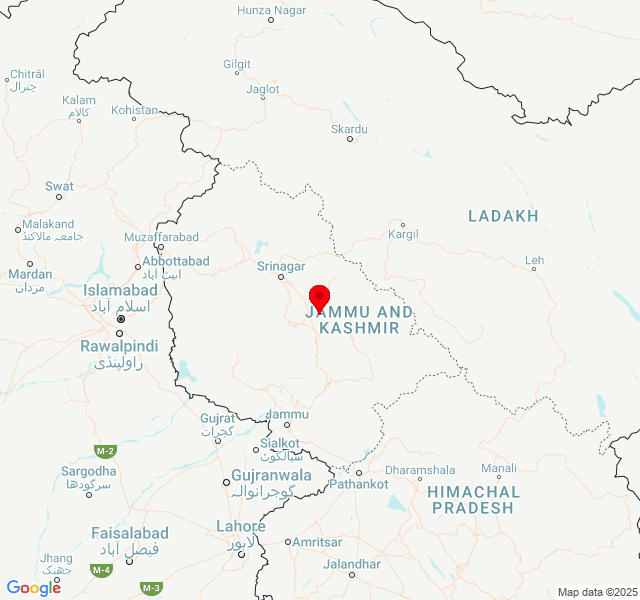 Hunza Nagar
Gilgit
Chitrāl
چترال
Jaglot
Kalam
كالام
Kohistan
Skardu
Swat
LADAKH
Malakand
جامعہ مالاکنڈ
Kargil
Muzaffarabad
Leh
Abbottabad
ایبٹ آباد
Mardan
مردان
Srinagar
Islamabad
اسلام آباد
JAMMU AND
KASHMIR
Rawalpindi
راولپنڈی
Jammu
Gujrat
گجرات
Sialkot
سیالکوٹ
M-2
Sargodha
سرگودھا
Gujranwala
گوجرانوالہ
Pathankot
Dharamshala
Manali
HIMACHAL
PRADESH
Faisalabad
فیصل آباد
Lahore
لاہور
Amritsar
Jhang
جھنگ
M-4
M-3
Jalandhar
Google
Map data ©2025